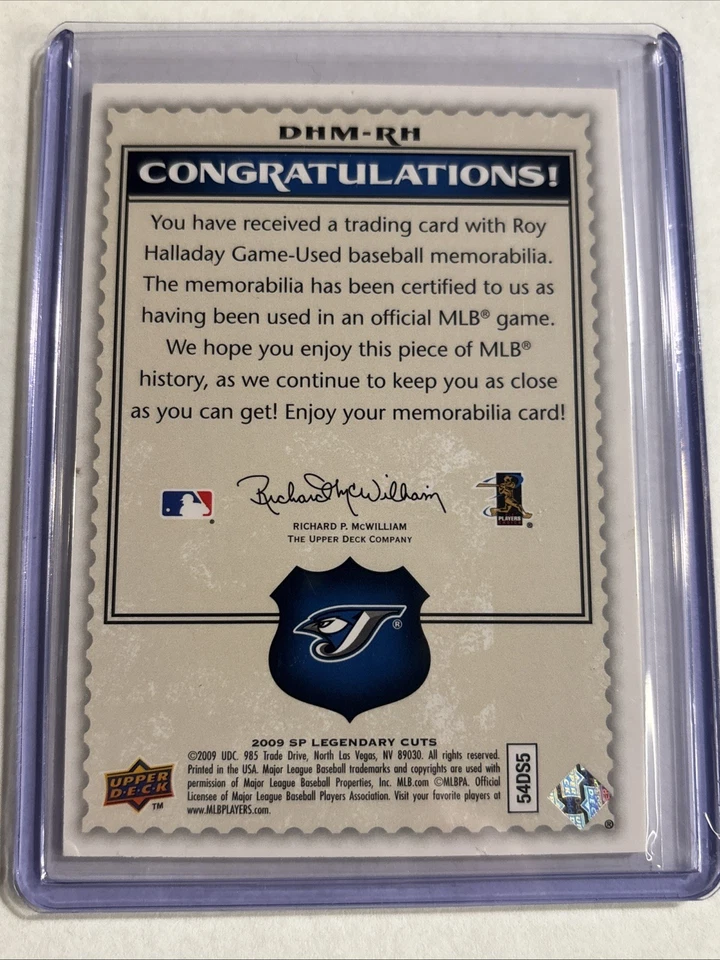 DHM-RH
CONGRATULATIONS!
You have received a trading card with Roy
Halladay Game-Used baseball memorabilia.
The memorabilia has been certified to us as
having been used in an official MLB® game.
We hope you enjoy this piece of MLB®
history, as we continue to keep you as close
as you can get! Enjoy your memorabilia card!
Richard McWilliam
PLAYERS
RICHARD P. MCWILLIAM
THE UPPER DECK COMPANY
J
2009 SP LEGENDARY CUTS
©2009 UDC. 985 Trade Drive, North Las Vegas, NV 89030. All rights reserved.
Printed in the USA. Major League Baseball trademarks and copyrights are used with
permission of Major League Baseball Properties, Inc. MLB.com ©MLBPA. Official
Licensee of Major League Baseball Players Association. Visit your favorite players at
www.MLBPLAYERS.com
UPPER
D·E·C·K
TM
54DS5